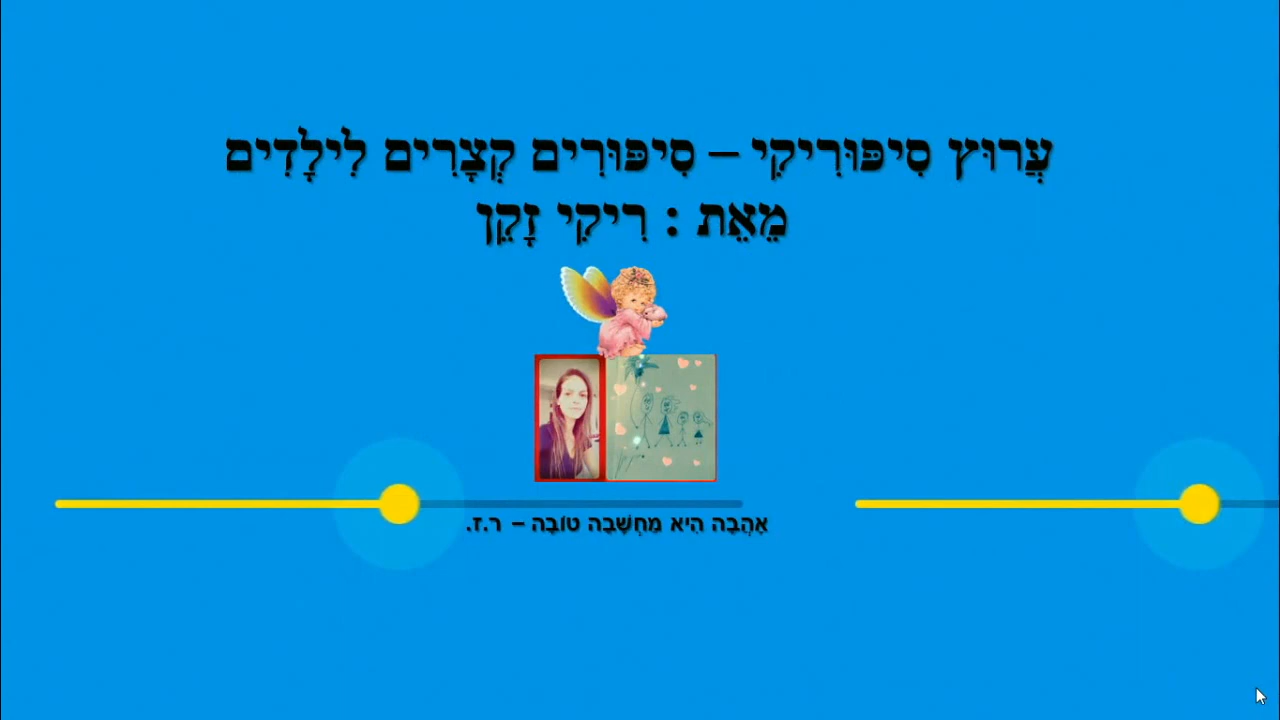 עֲרוּץ סִיפּוּרִיקִי – סִיפּוּרִים קְצָרִים לִילָדִים
מֵאֵת : רִיקִי זָקֵן
אַהֲבָה הִיא מַחְשָׁבָה טוֹבָה – ר.ז.